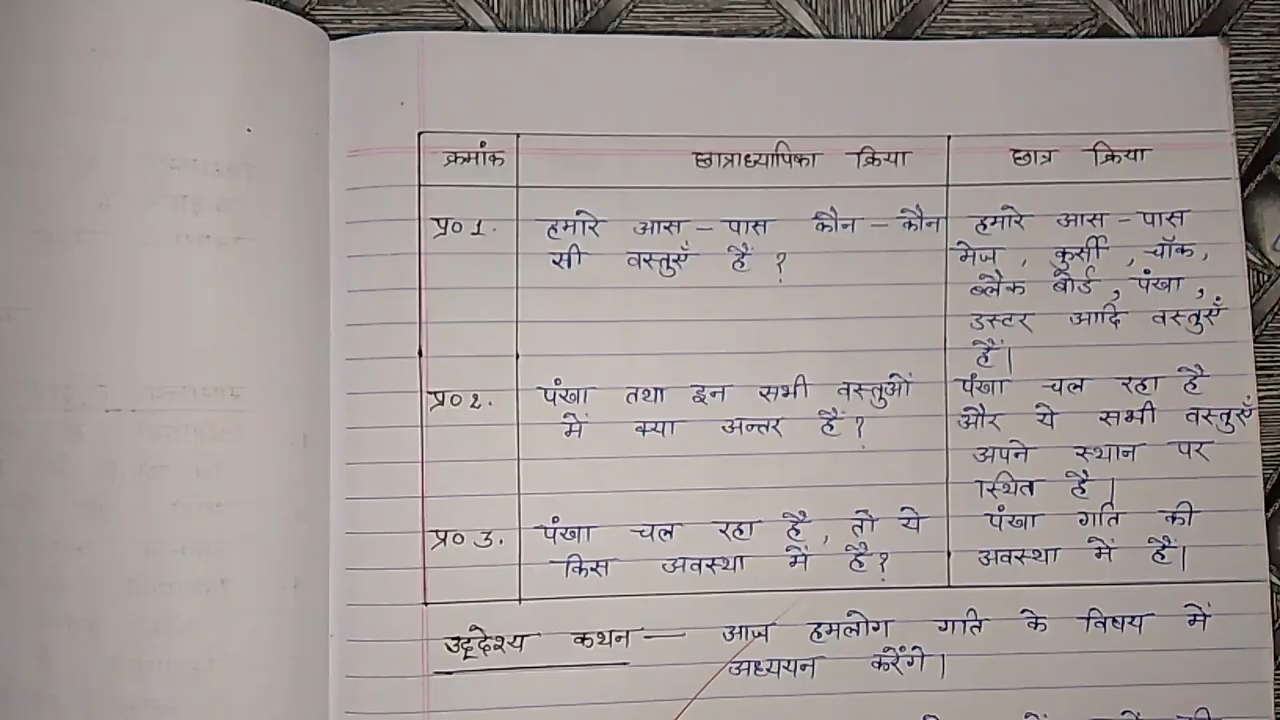 क्रमांक छात्राध्यापिका क्रिया छात्र क्रिया
प्र० 1. हमारे आस - पास कौन - कौन हमारे आस - पास
सी वस्तुएँ हैं ? मेज , कुर्सी , चॉक,
ब्लैक बोर्ड , पंखा ,
डस्टर आदि वस्तुएँ
हैं।
प्र० 2. पंखा तथा इन सभी वस्तुओं पंखा चल रहा है
में क्या अन्तर हैं ? और ये सभी वस्तुएँ
अपने स्थान पर
स्थित हैं ।
प्र० 3. पंखा चल रहा है , तो ये पंखा गति की
किस अवस्था में है ? अवस्था में हैं।
उद्देश्य कथन — आज हमलोग गति के विषय में
अध्ययन करेंगे ।